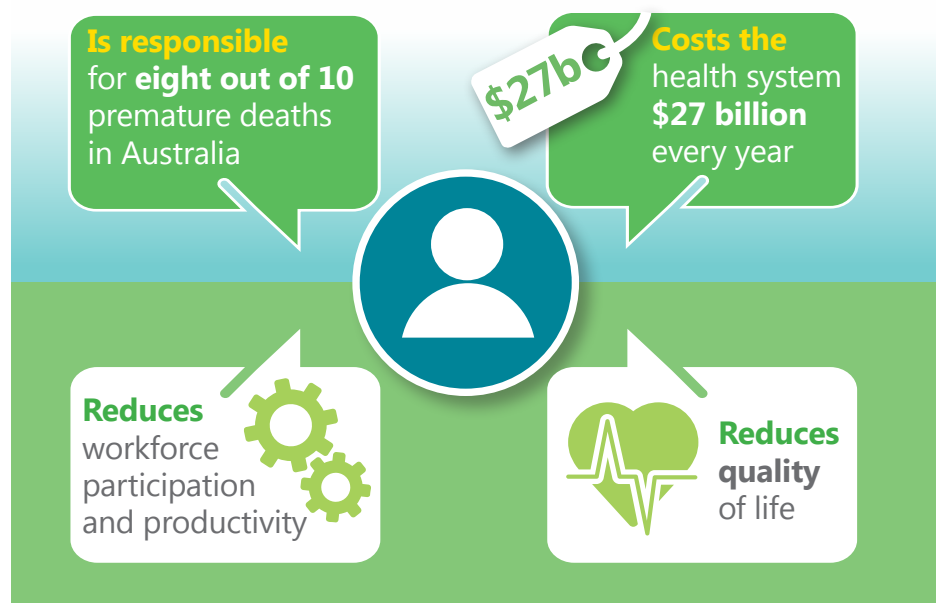 Is responsible
for eight out of 10
premature deaths
in Australia
$27b
Costs the
health system
$27 billion
every year
Reduces
workforce
participation
and productivity
Reduces
quality
of life